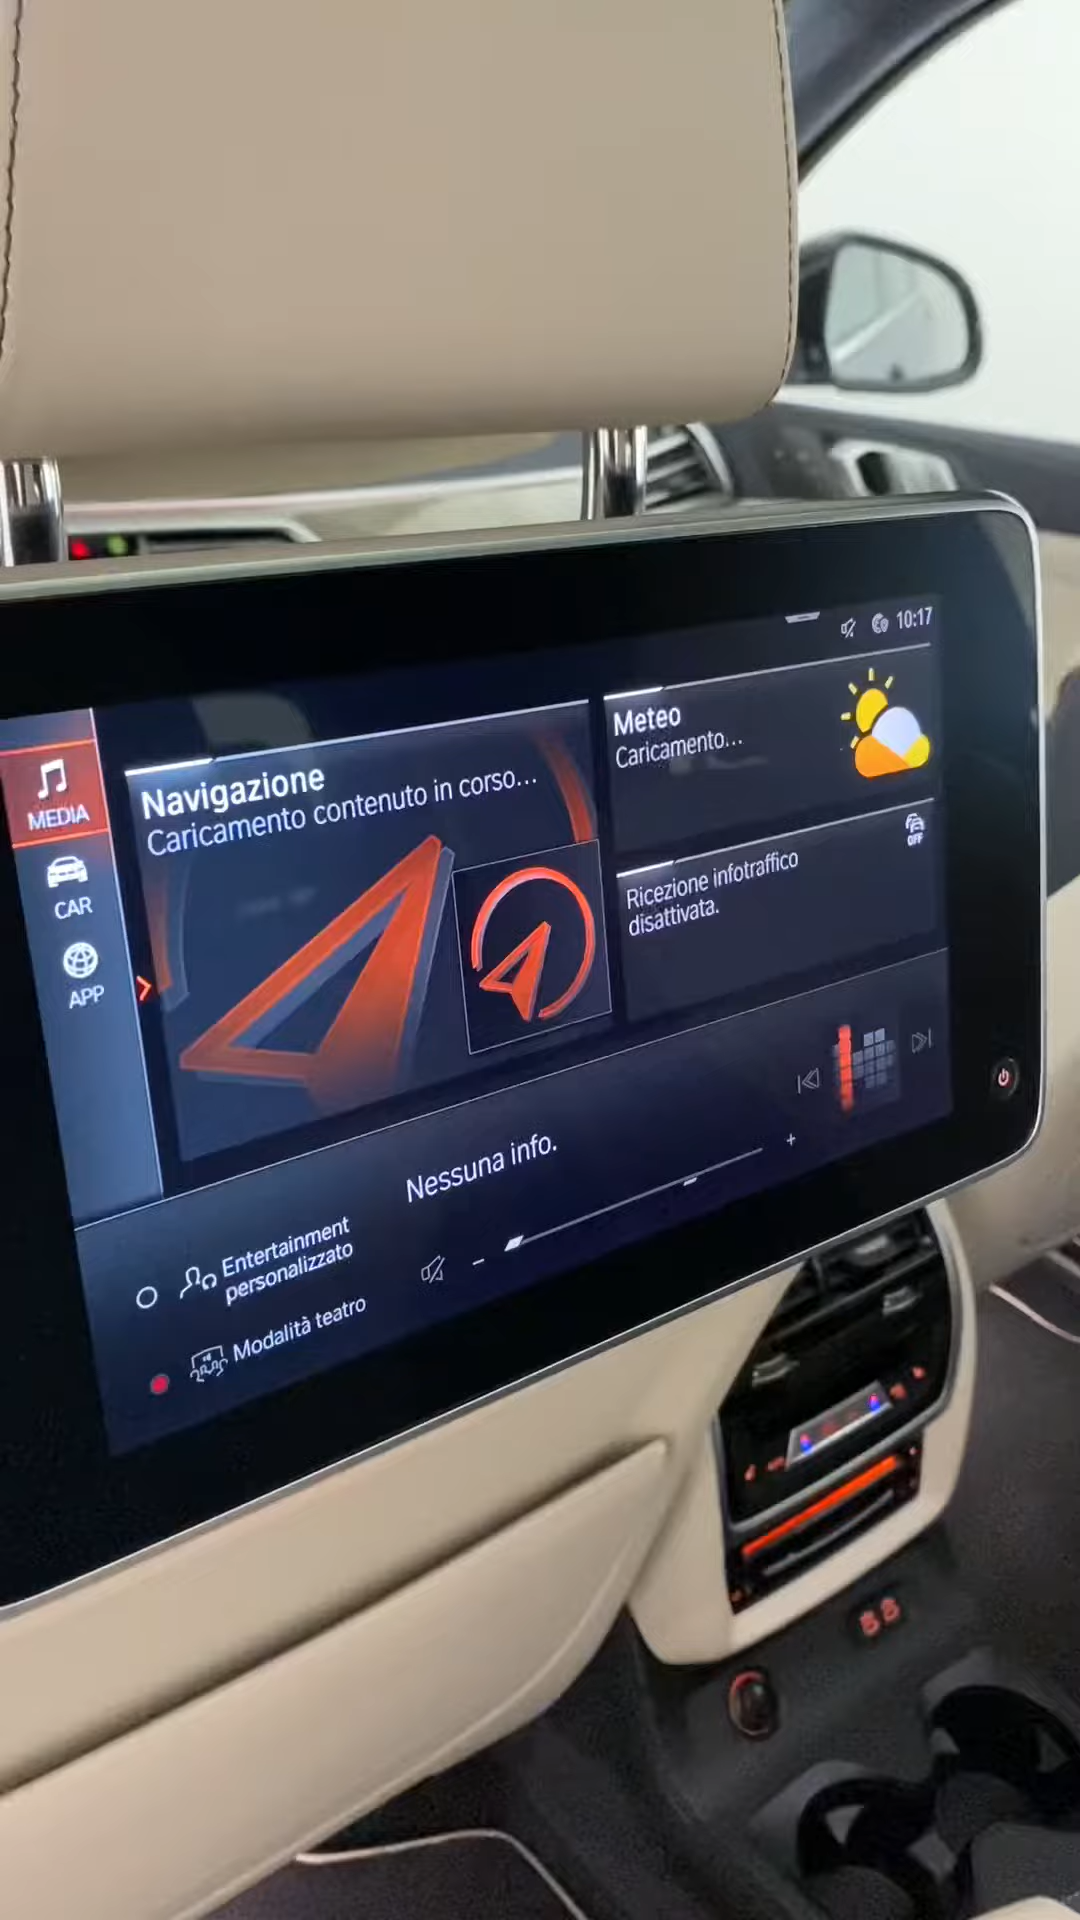 10:17
MEDIA
CAR
APP
Navigazione
Caricamento contenuto in corso...
Meteo
Caricamento...
OFF
Ricezione infotraffico
disattivata.
Nessuna info.
- +
Entertainment
personalizzato
Modalità teatro